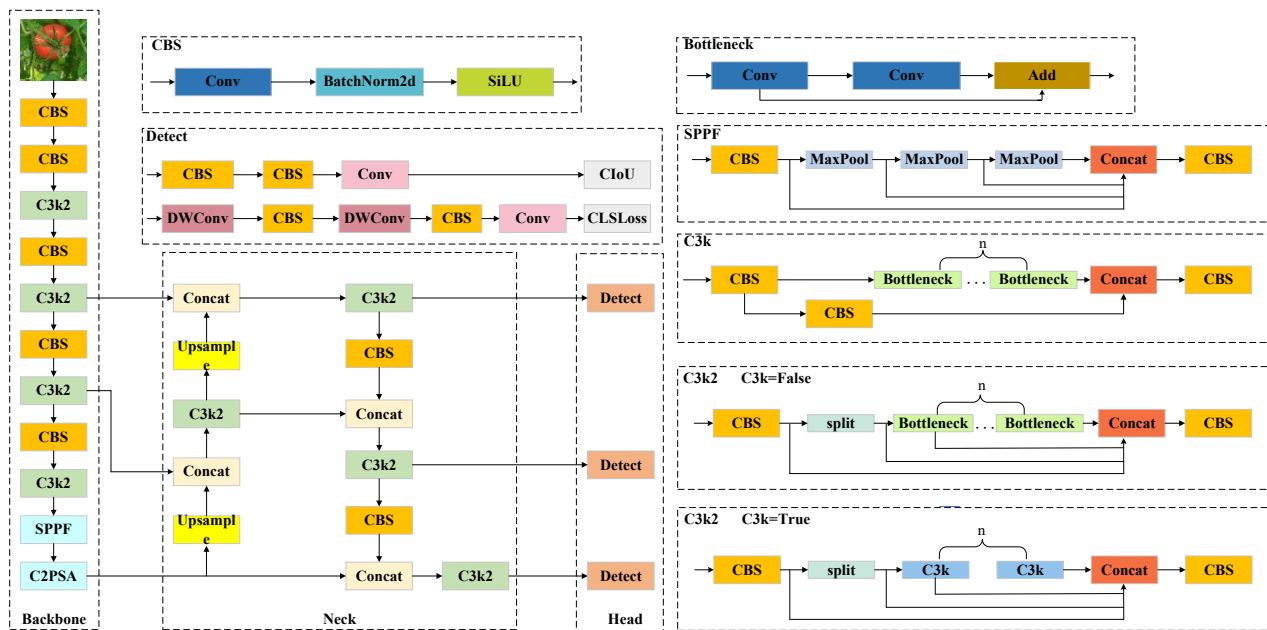 CBS
CBS
C3k2
CBS
C3k2
CBS
C3k2
CBS
C3k2
SPPF
C2PSA
Backbone
CBS
Conv BatchNorm2d SiLU
Detect
CBS CBS Conv CIoU
DWConv CBS DWConv CBS Conv CLSLoss
Concat C3k2
Upsampl
e
CBS
C3k2 Concat
Concat C3k2
Upsampl
e
CBS
Concat C3k2
Neck
Detect
Detect
Detect
Head
Bottleneck
Conv Conv Add
SPPF
CBS MaxPool MaxPool MaxPool Concat CBS
C3k
n
CBS Bottleneck ... Bottleneck Concat CBS
CBS
C3k2 C3k=False
n
CBS split Bottleneck ... Bottleneck Concat CBS
C3k2 C3k=True
n
CBS split C3k C3k Concat CBS